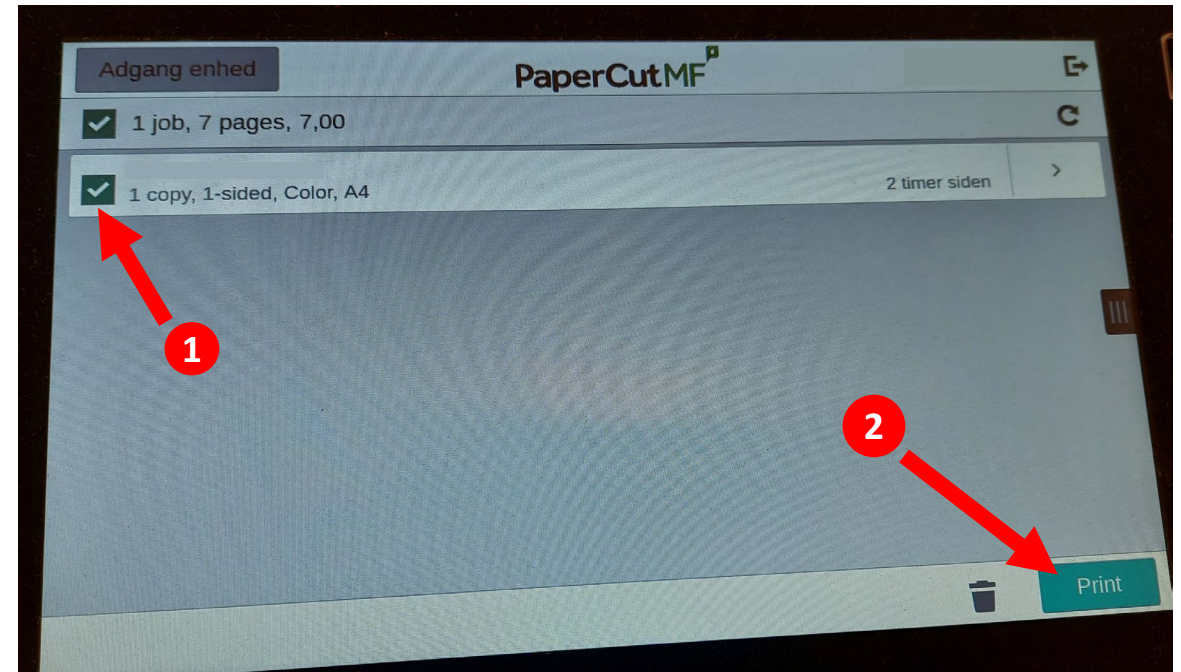 Adgang enhed
PaperCutMF
1 job, 7 pages, 7,00
1 copy, 1-sided, Color, A4
2 timer siden
1
2
Print